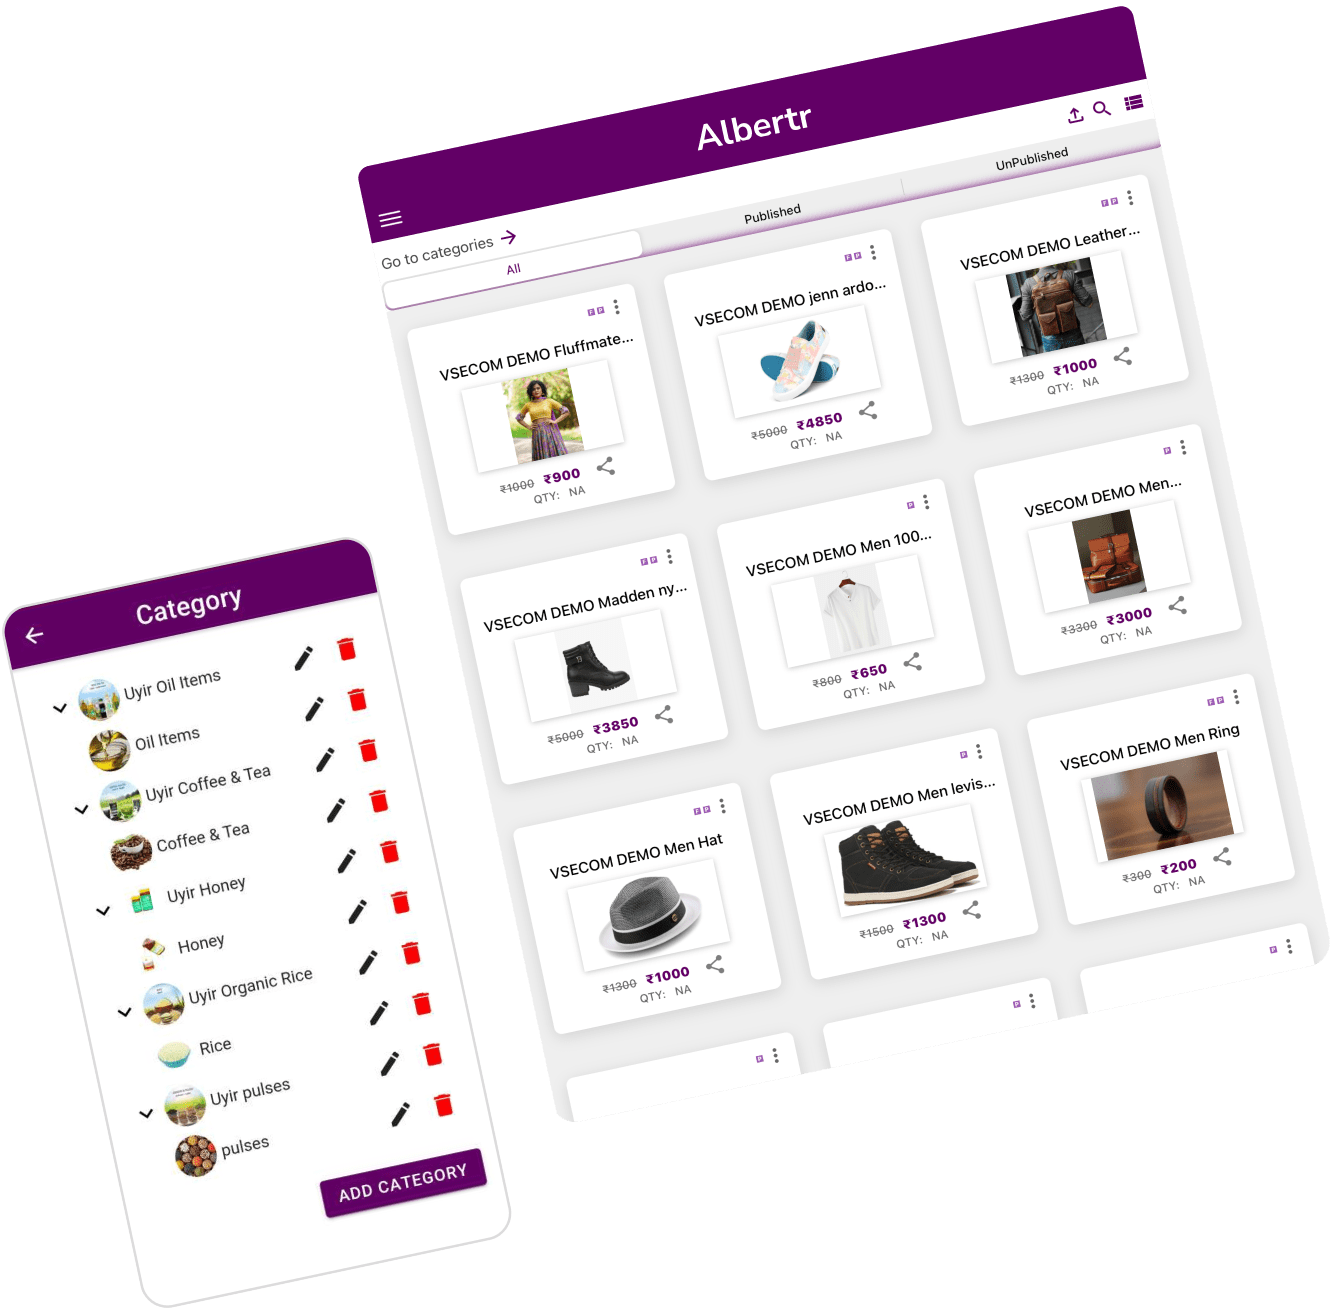 Albertr
Go to categories
All
Published
UnPublished
VSECOM DEMO Fluffmate...
₹1000 ₹900
QTY: NA
VSECOM DEMO jenn ardo...
₹5000 ₹4850
QTY: NA
VSECOM DEMO Leather...
₹1300 ₹1000
QTY: NA
VSECOM DEMO Madden ny...
₹5000 ₹3850
QTY: NA
VSECOM DEMO Men 100...
₹800 ₹650
QTY: NA
VSECOM DEMO Men...
₹3300 ₹3000
QTY: NA
VSECOM DEMO Men Hat
₹1300 ₹1000
QTY: NA
VSECOM DEMO Men levis...
₹1500 ₹1300
QTY: NA
VSECOM DEMO Men Ring
₹300 ₹200
QTY: NA
Category
Uyir Oil Items
Oil Items
Uyir Coffee & Tea
Coffee & Tea
Uyir Honey
Honey
Uyir Organic Rice
Rice
Uyir pulses
pulses
ADD CATEGORY